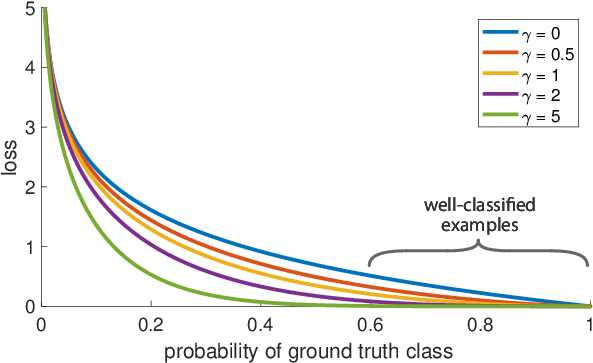 5
4
3
2
1
0
loss
γ = 0
γ = 0.5
γ = 1
γ = 2
γ = 5
well-classified
examples
0 0.2 0.4 0.6 0.8 1
probability of ground truth class